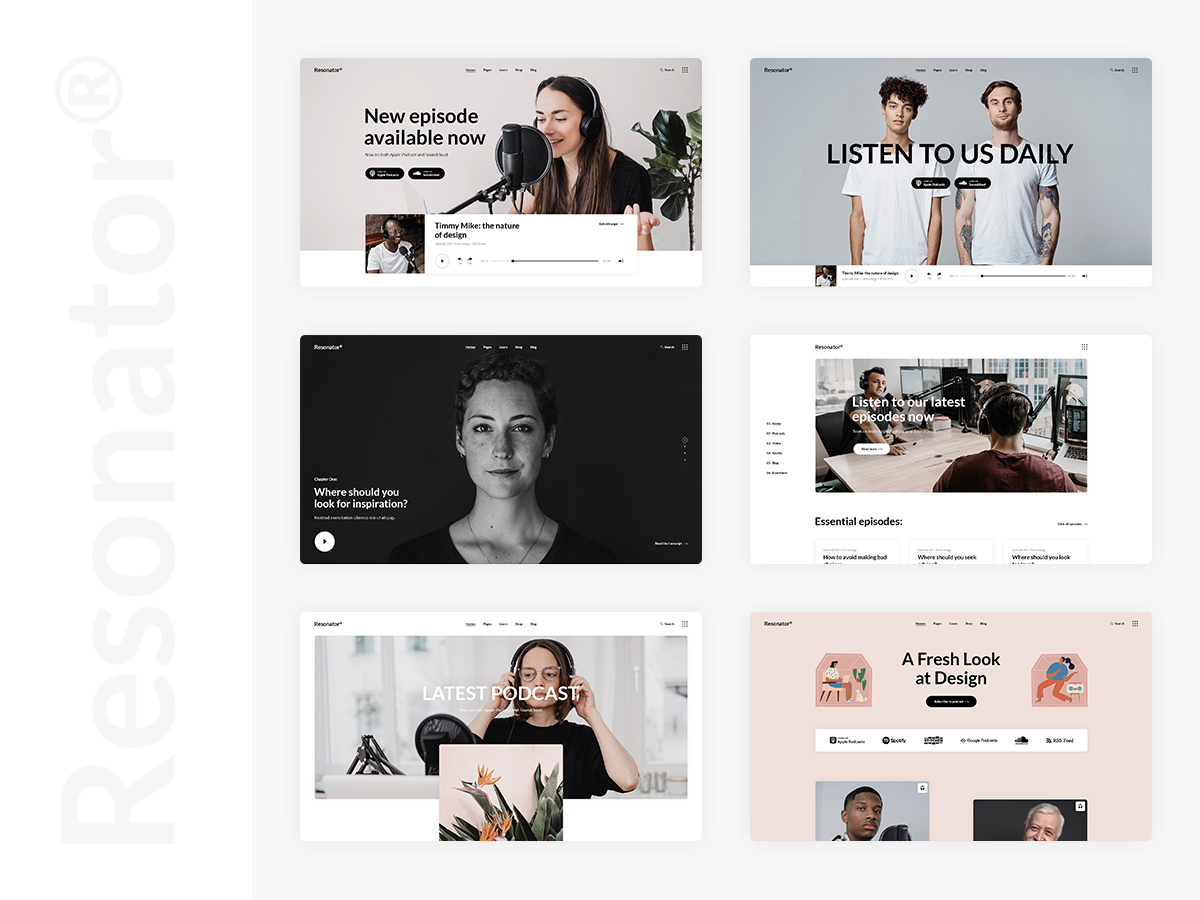 Resonator®
Resonator®
Home Pages Learn Shop Blog
Search
New episode
available now
Now on both Apple Podcast and Soundcloud.
Apple Podcasts
Soundcloud
Timmy Mike: the nature
of design
Episode page
Resonator®
Home Pages Learn Shop Blog
Search
LISTEN TO US DAILY
Apple Podcasts
Soundcloud
Timmy Mike: the nature of design
Resonator®
Home Pages Learn Shop Blog
Search
Chapter One:
Where should you
look for inspiration?
Nostrud exercitation ullamco nisi ut aliquip.
Read the transcript
Resonator®
01 Home
02 Podcasts
03 Video
04 Spotify
05 Blog
06 Donations
Listen to our latest
episodes now
Read more
Essential episodes:
View all episodes
How to avoid making bad
Where should you seek
Where should you look
Resonator®
Home Pages Learn Shop Blog
Search
LATEST PODCAST
Now on both Apple Podcast and Soundcloud.
Resonator®
Home Pages Learn Shop Blog
Search
A Fresh Look
at Design
Subscribe to podcast
Apple Podcasts
Spotify
Google Podcasts
RSS Feed